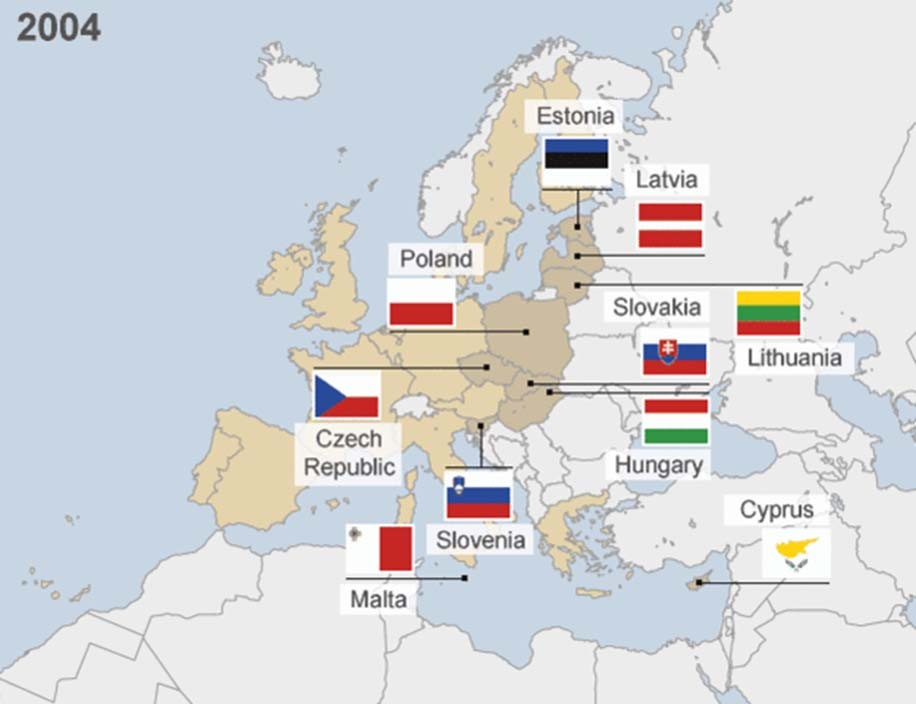 2004
Estonia
Latvia
Poland
Slovakia
Lithuania
Czech
Republic
Hungary
Cyprus
Slovenia
Malta